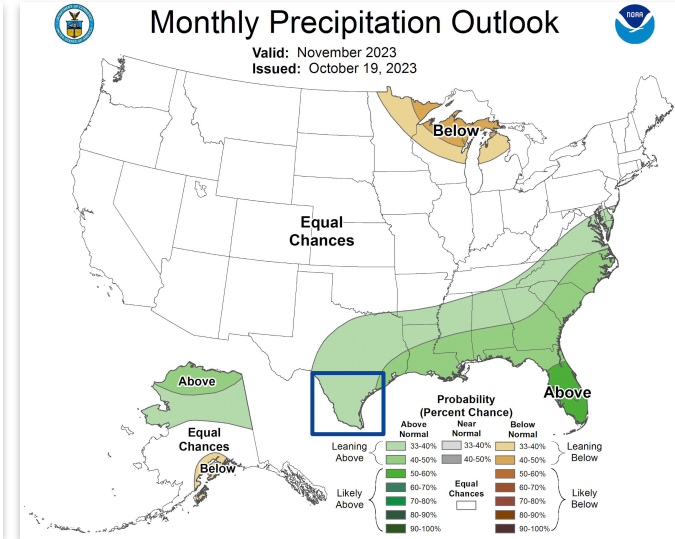 Monthly Precipitation Outlook
NOAA
Valid: November 2023
Issued: October 19, 2023
Below
Equal
Chances
Above
Equal
Chances
Below
Above
Probability
(Percent Chance)
Above
Normal
Near
Normal
Below
Normal
Leaning
Above
33-40%
40-50%
50-60%
60-70%
70-80%
80-90%
90-100%
Likely
Above
33-40%
40-50%
Equal
Chances
33-40%
40-50%
50-60%
60-70%
70-80%
80-90%
90-100%
Leaning
Below
Likely
Below